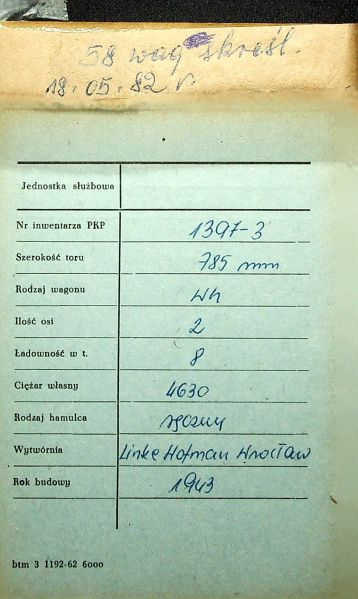 58 wag skreśl.
18.05.82 r.
Jednostka służbowa
Nr inwentarza PKP 1397-3
Szerokość toru 785 mm
Rodzaj wagonu Wh
Ilość osi 2
Ładowność w t. 8
Ciężar własny 4630
Rodzaj hamulca ręczny
Wytwórnia Linke Hofman Wrocław
Rok budowy 1943
btm 3 1192-62 6000